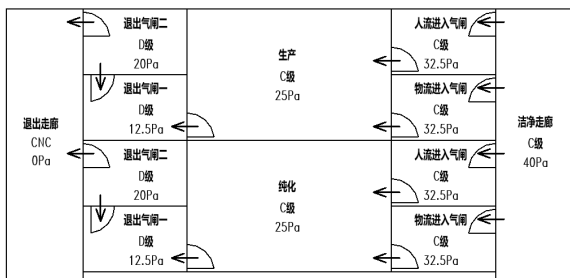 退出走廊
CNC
0Pa
退出气闸二
D级
20Pa
退出气闸一
D级
12.5Pa
退出气闸二
D级
20Pa
退出气闸一
D级
12.5Pa
生产
C级
25Pa
纯化
C级
25Pa
人流进入气闸
C级
32.5Pa
物流进入气闸
C级
32.5Pa
人流进入气闸
C级
32.5Pa
物流进入气闸
C级
32.5Pa
洁净走廊
C级
40Pa